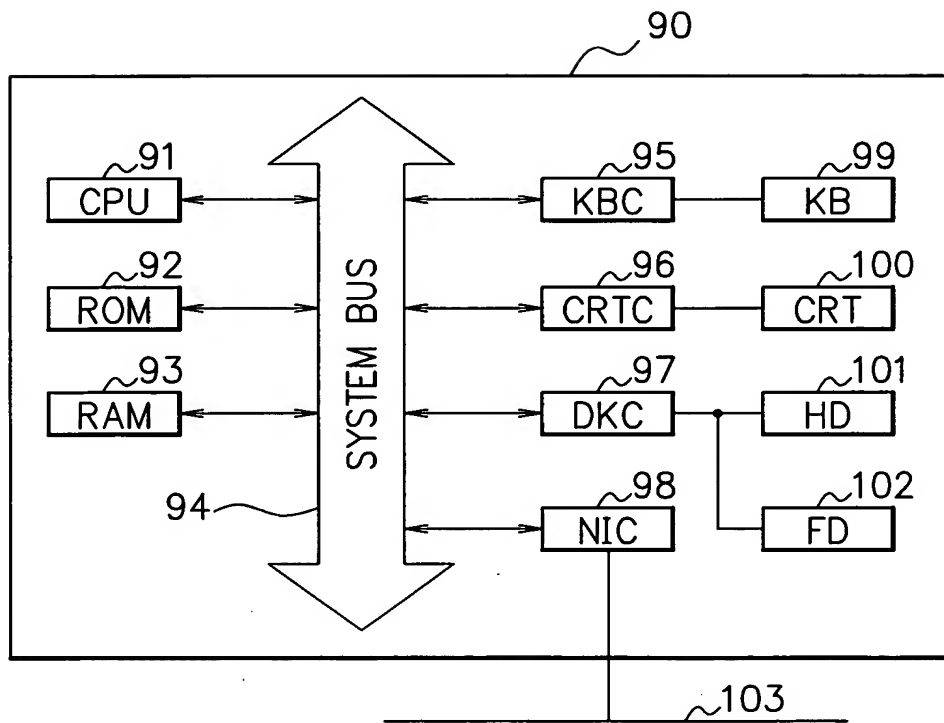 90
91 95 99
CPU KBC KB
92 96 100
ROM CRTC CRT
93 97 101
RAM DKC HD
SYSTEM BUS
94 98 102
NIC FD
103